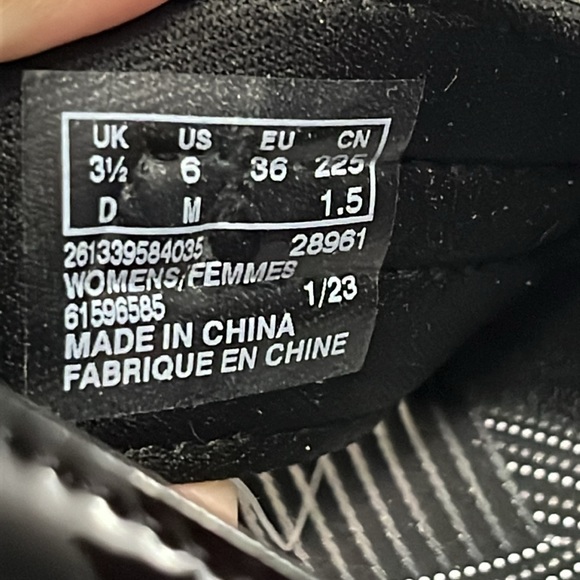 UK US EU CN
3½ 6 36 225
D M 1.5
261339584035 28961
WOMENS/FEMMES
61596585 1/23
MADE IN CHINA
FABRIQUE EN CHINE